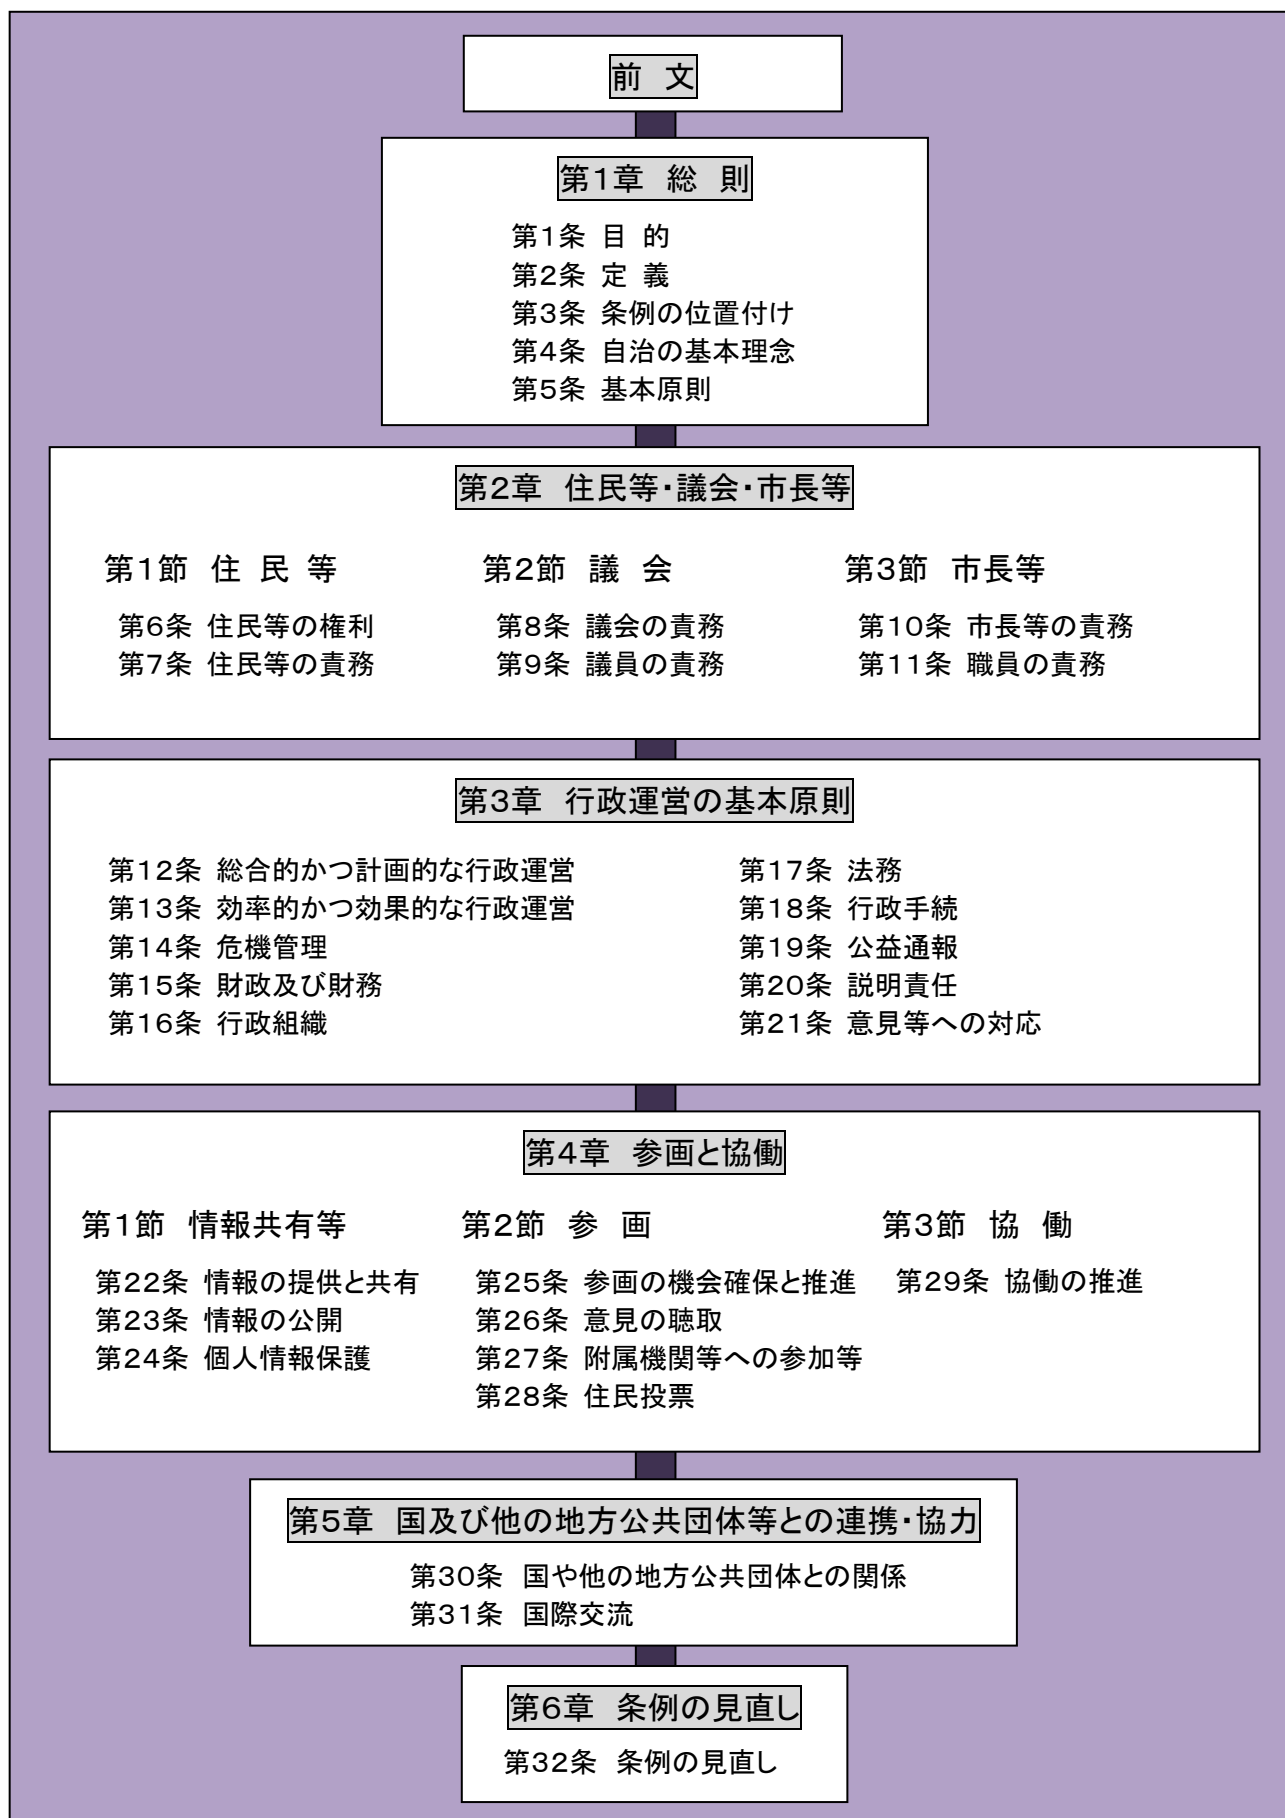 前　文
第1章　総　則
第1条 目 的
第2条 定 義
第3条 条例の位置付け
第4条 自治の基本理念
第5条 基本原則
第2章　住民等・議会・市長等
第1節　住 民 等
第6条 住民等の権利
第7条 住民等の責務
第2節　議 会
第8条 議会の責務
第9条 議員の責務
第3節　市長等
第10条 市長等の責務
第11条 職員の責務
第3章　行政運営の基本原則
第12条 総合的かつ計画的な行政運営
第13条 効率的かつ効果的な行政運営
第14条 危機管理
第15条 財政及び財務
第16条 行政組織
第17条 法務
第18条 行政手続
第19条 公益通報
第20条 説明責任
第21条 意見等への対応
第4章　参画と協働
第1節　情報共有等
第22条 情報の提供と共有
第23条 情報の公開
第24条 個人情報保護
第2節 参　画
第25条 参画の機会確保と推進
第26条 意見の聴取
第27条 附属機関等への参加等
第28条 住民投票
第3節 協　働
第29条 協働の推進
第5章　国及び他の地方公共団体等との連携・協力
第30条　国や他の地方公共団体との関係
第31条　国際交流
第6章　条例の見直し
第32条　条例の見直し